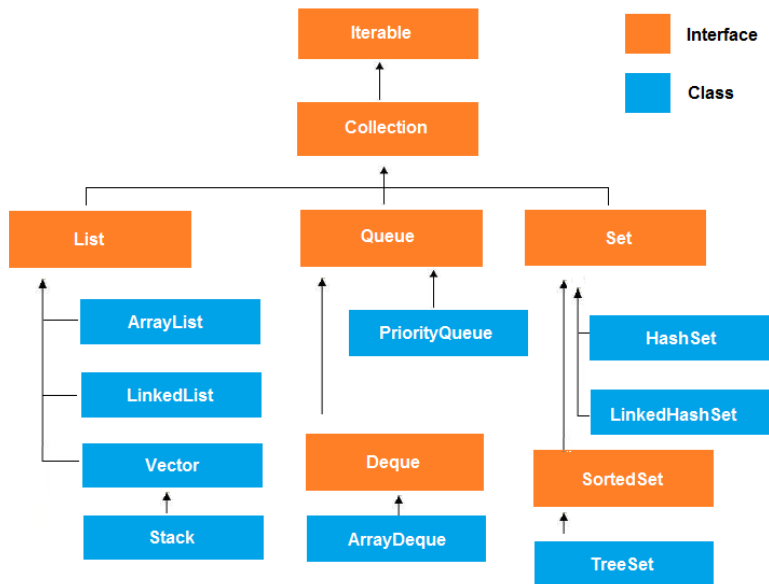 Iterable
Interface
Class
Collection
List
Queue
Set
ArrayList
PriorityQueue
HashSet
LinkedList
LinkedHashSet
Vector
Deque
SortedSet
Stack
ArrayDeque
TreeSet